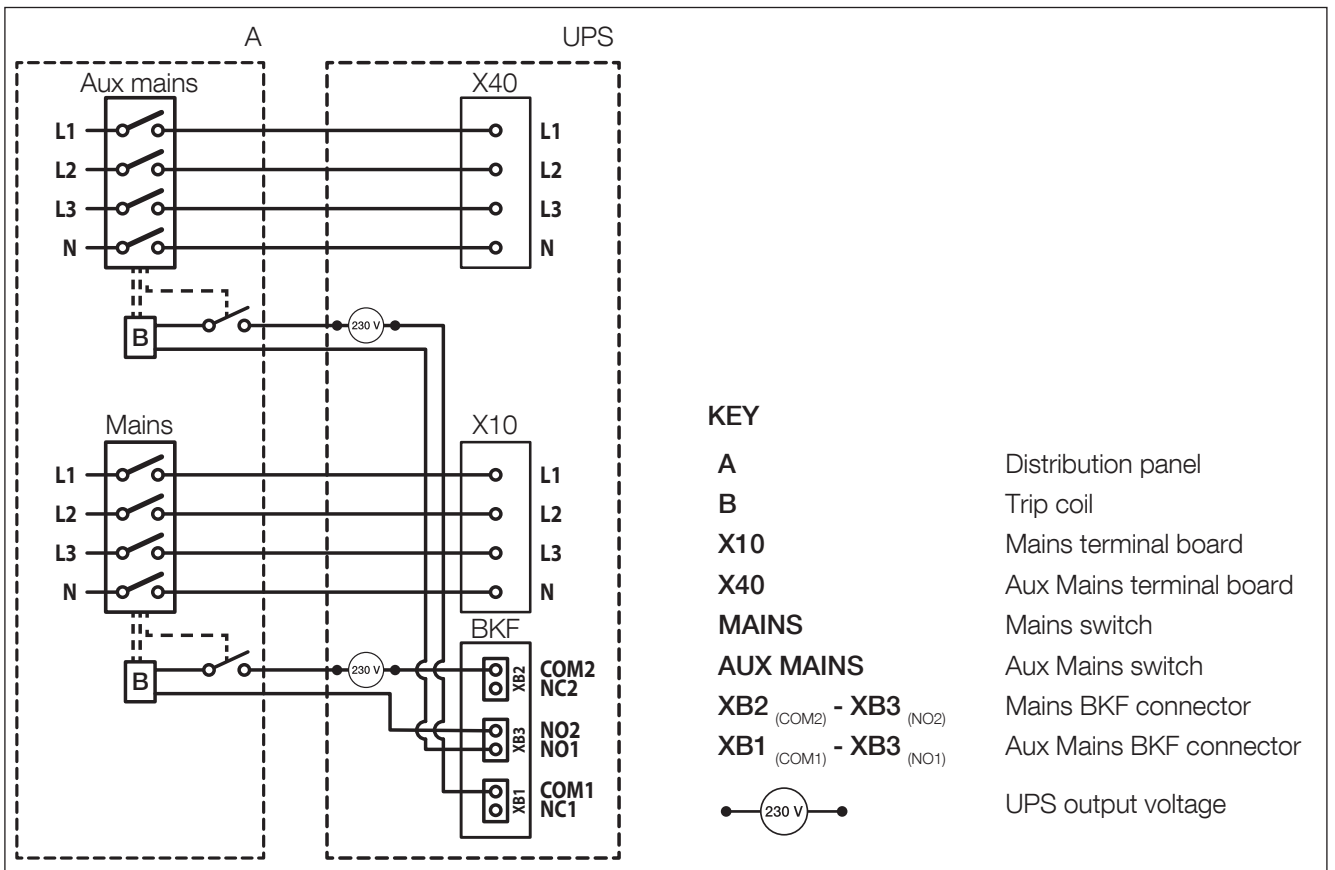 A UPS
Aux mains X40
L1 L1
L2 L2
L3 L3
N N
B 230 V
Mains X10
L1 L1
L2 L2
L3 L3
N N
BKF
B 230 V XB2 COM2
NC2
XB3 NO2
NO1
XB1 COM1
NC1
KEY
A Distribution panel
B Trip coil
X10 Mains terminal board
X40 Aux Mains terminal board
MAINS Mains switch
AUX MAINS Aux Mains switch
XB2 (COM2) - XB3 (NO2) Mains BKF connector
XB1 (COM1) - XB3 (NO1) Aux Mains BKF connector
230 V UPS output voltage